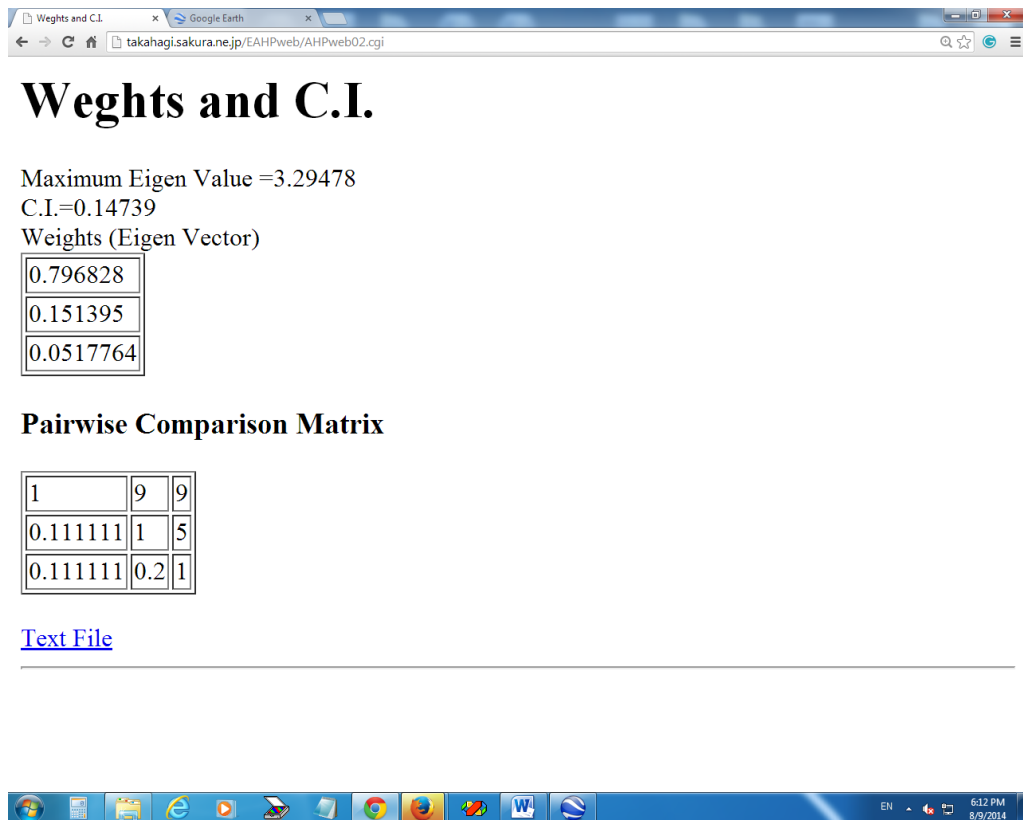 Weghts and C.I.
Google Earth
takahagi.sakura.ne.jp/EAHPweb/AHPweb02.cgi
Weghts and C.I.
Maximum Eigen Value =3.29478
C.I.=0.14739
Weights (Eigen Vector)
0.796828
0.151395
0.0517764
Pairwise Comparison Matrix
1 9 9
0.111111 1 5
0.111111 0.2 1
Text File
EN
6:12 PM
8/9/2014